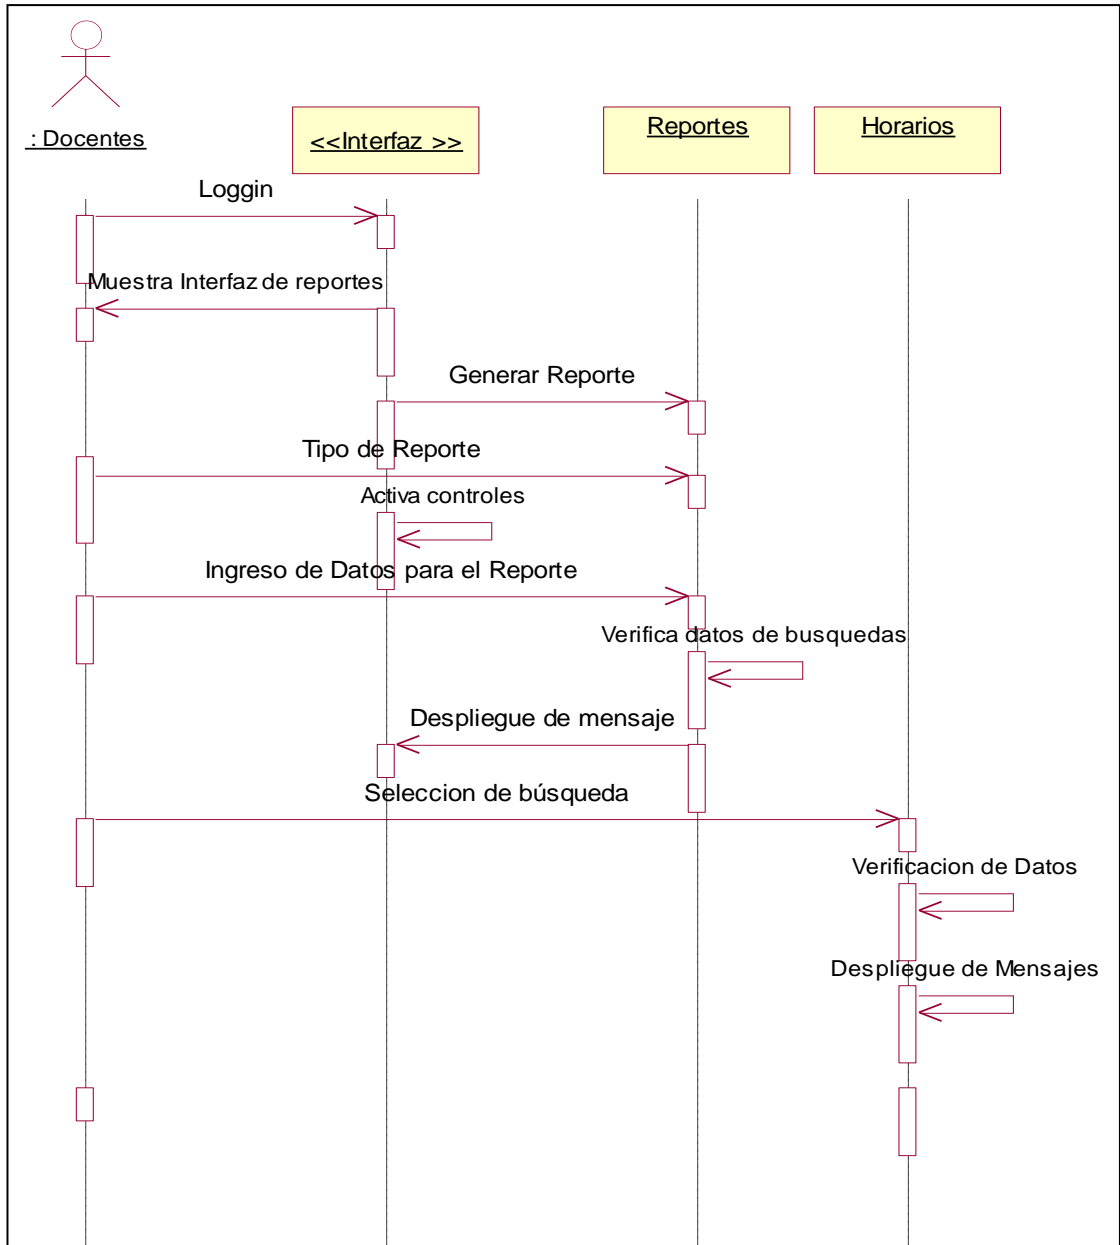 : Docentes
<<Interfaz >>
Reportes
Horarios
Loggin
Muestra Interfaz de reportes
Generar Reporte
Tipo de Reporte
Activa controles
Ingreso de Datos para el Reporte
Verifica datos de busquedas
Despliegue de mensaje
Seleccion de búsqueda
Verificacion de Datos
Despliegue de Mensajes